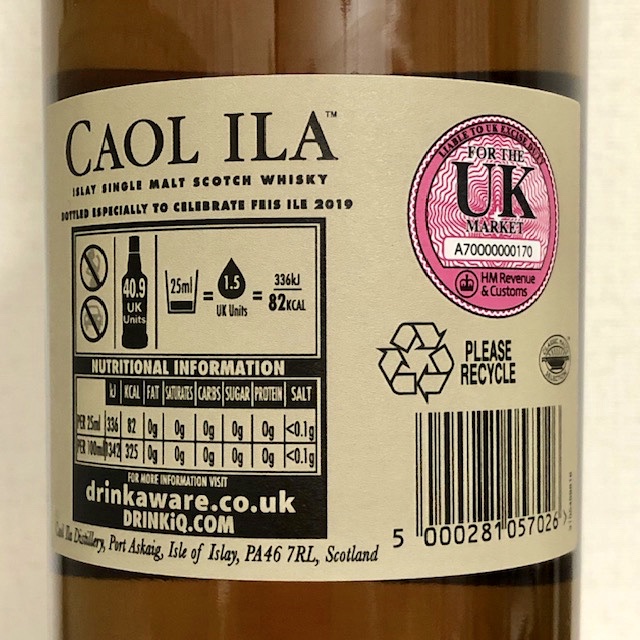 CAOL ILA™
ISLAY SINGLE MALT SCOTCH WHISKY
BOTTLED ESPECIALLY TO CELEBRATE FEIS ILE 2019
40.9
UK
Units
25ml
=
1.5
UK Units
=
336kJ
82KCAL
NUTRITIONAL INFORMATION
kJ KCAL FAT SATURATES CARBS SUGAR PROTEIN SALT
PER 25ml 336 82 0g 0g 0g 0g 0g <0.1g
PER 100ml 1342 325 0g 0g 0g 0g 0g <0.1g
FOR MORE INFORMATION VISIT
drinkaware.co.uk
DRINKiQ.COM
Caol Ila Distillery, Port Askaig, Isle of Islay, PA46 7RL, Scotland
LIABLE TO UK EXCISE DUTY
FOR THE
UK
MARKET
A70000000170
HM Revenue
& Customs
PLEASE
RECYCLE
5 000281 057026